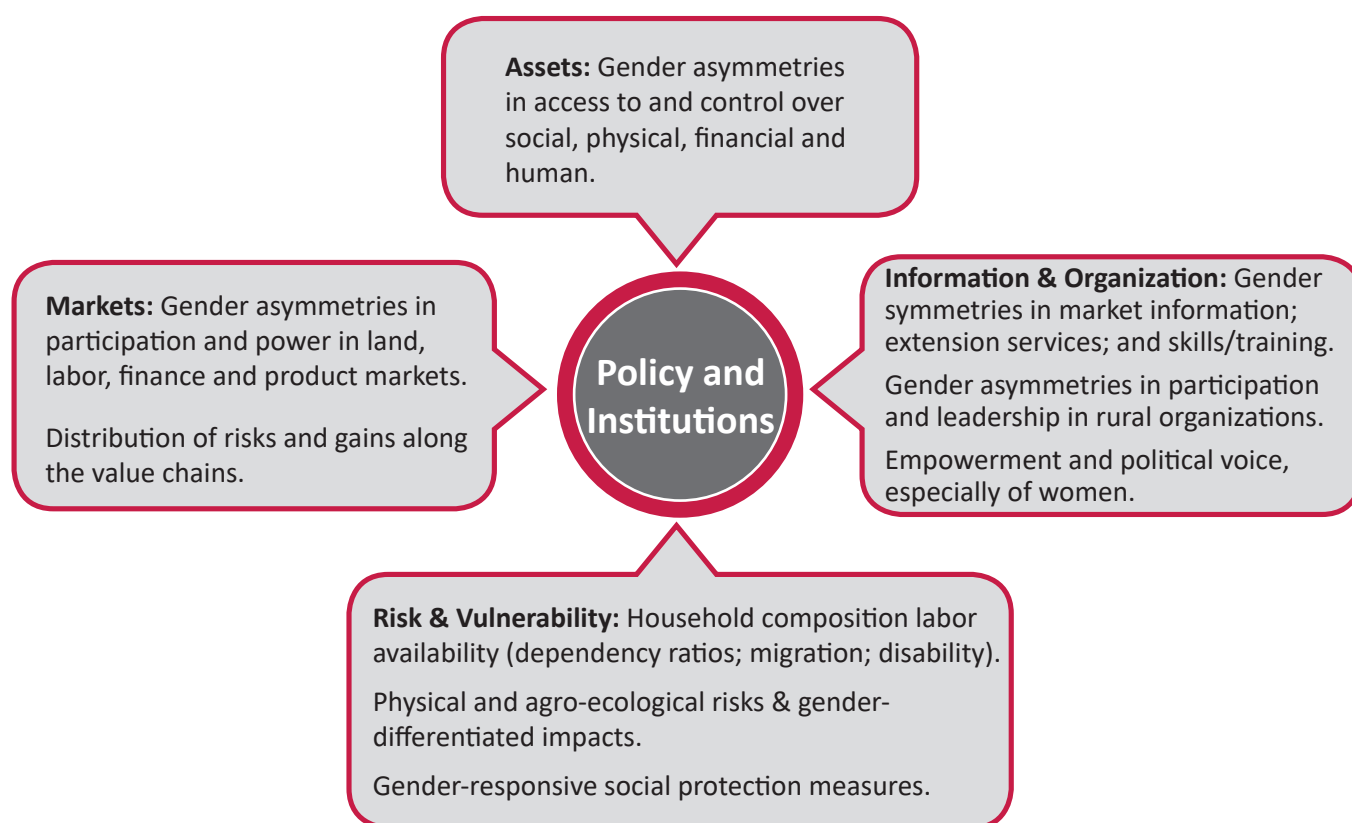 Assets: Gender asymmetries
in access to and control over
social, physical, financial and
human.
Markets: Gender asymmetries in
participation and power in land,
labor, finance and product markets.
Distribution of risks and gains along
the value chains.
Policy and
Institutions
Information & Organization: Gender
symmetries in market information;
extension services; and skills/training.
Gender asymmetries in participation
and leadership in rural organizations.
Empowerment and political voice,
especially of women.
Risk & Vulnerability: Household composition labor
availability (dependency ratios; migration; disability).
Physical and agro-ecological risks & gender-
differentiated impacts.
Gender-responsive social protection measures.